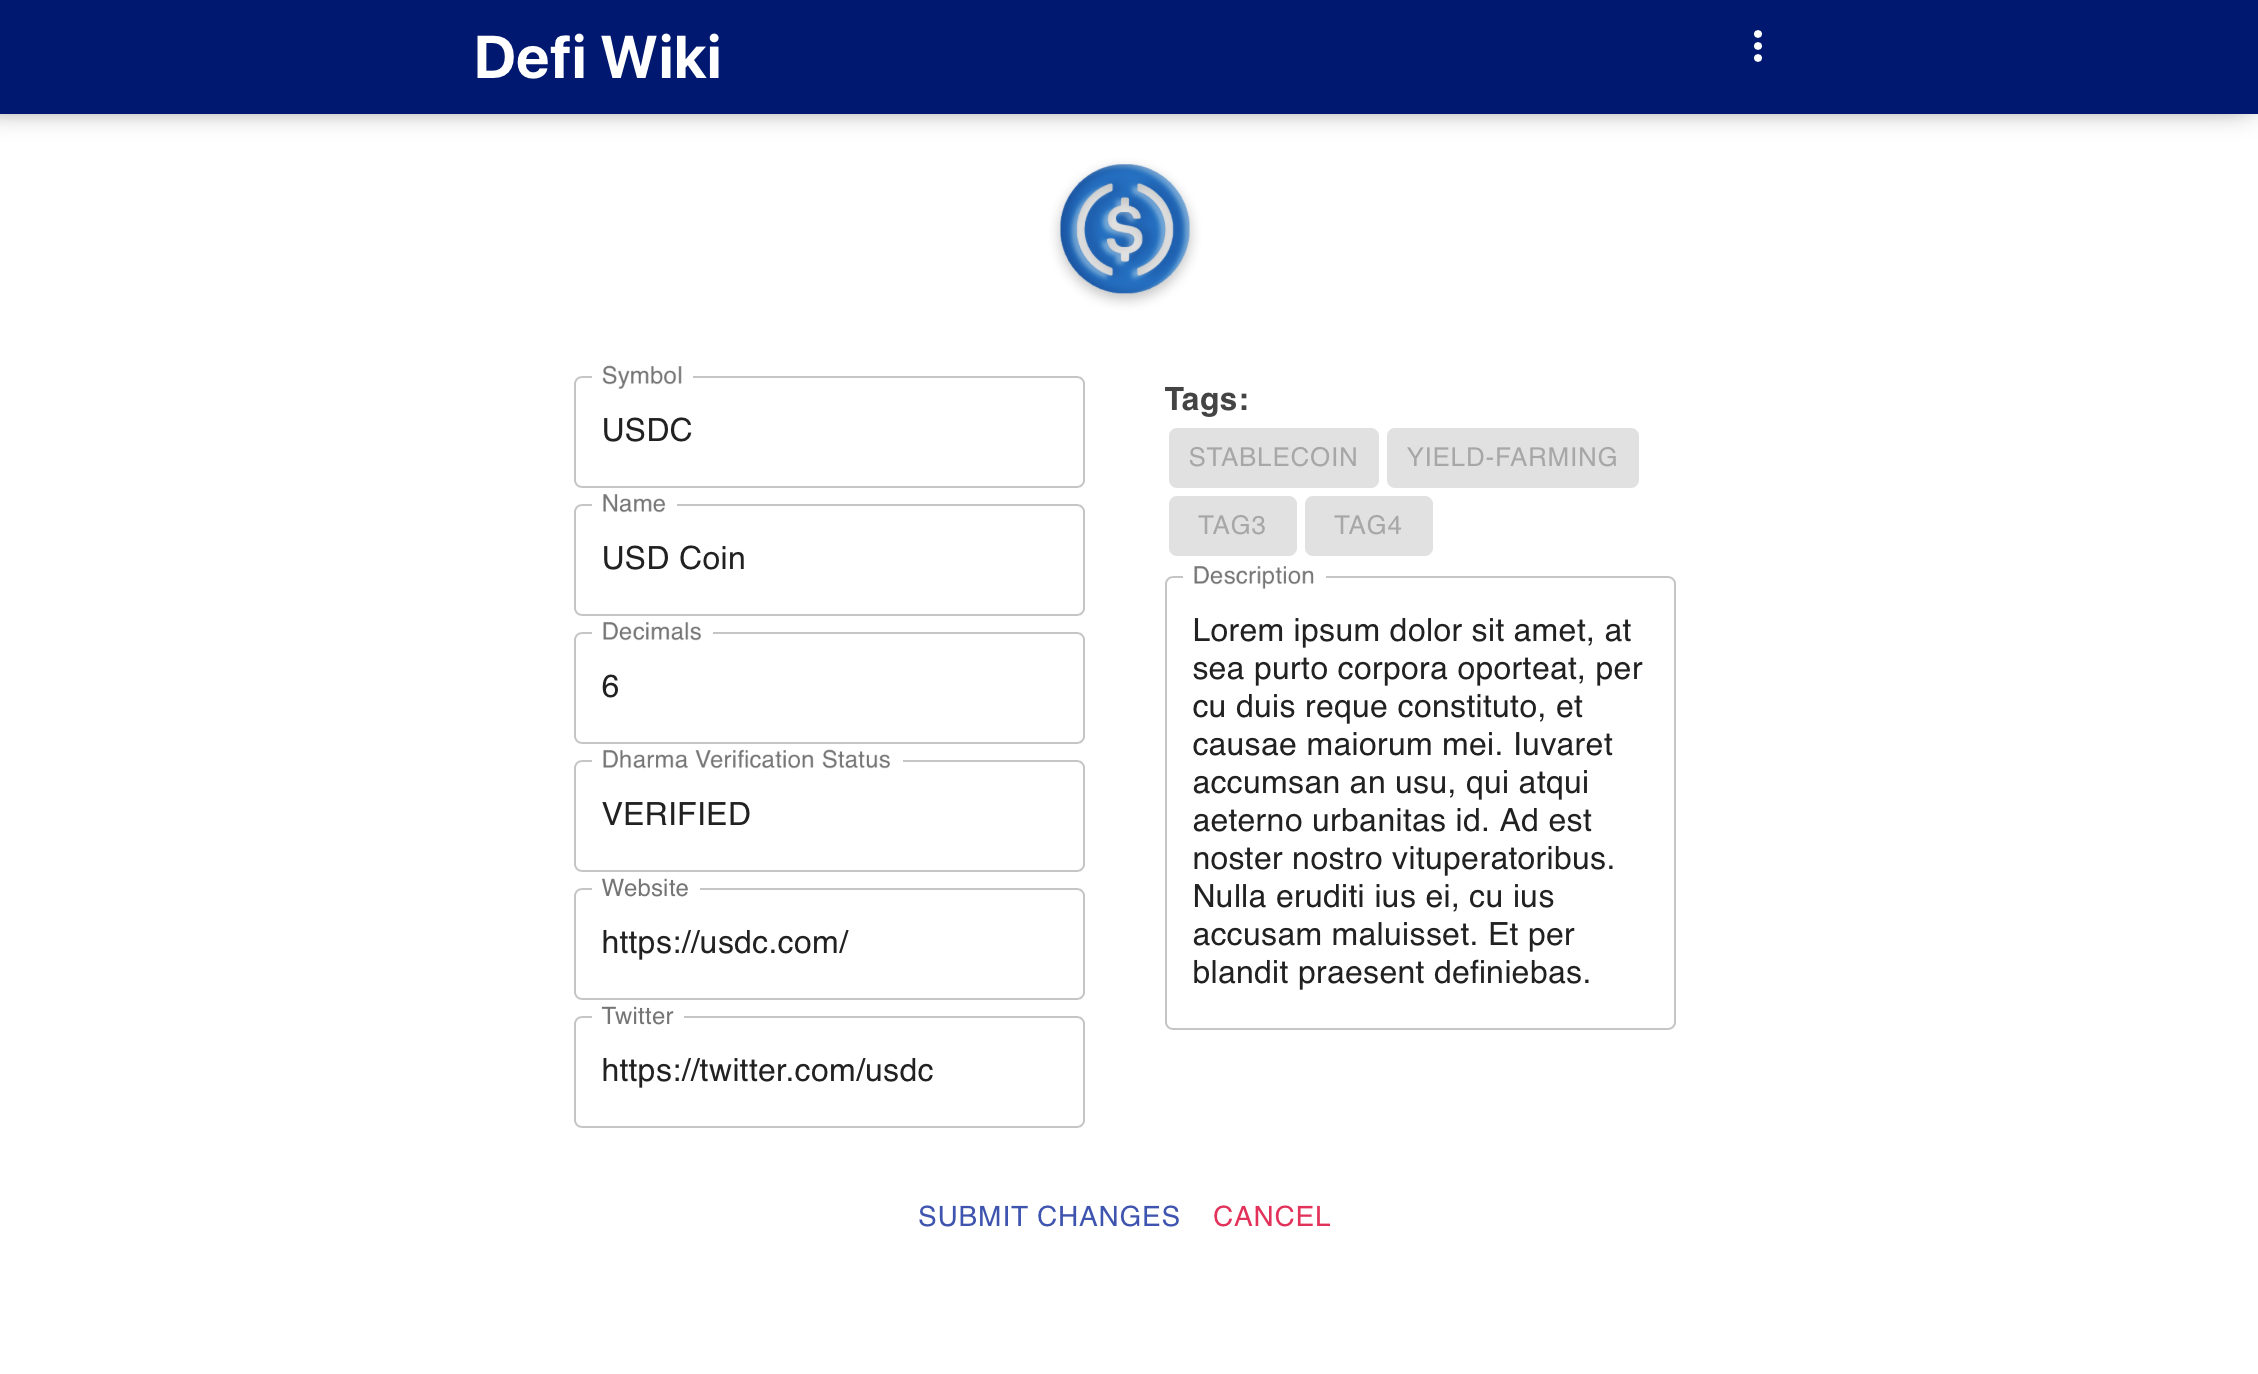 Defi Wiki
$
Symbol
USDC
Name
USD Coin
Decimals
6
Dharma Verification Status
VERIFIED
Website
https://usdc.com/
Twitter
https://twitter.com/usdc
Tags:
STABLECOIN YIELD-FARMING
TAG3 TAG4
Description
Lorem ipsum dolor sit amet, at
sea purto corpora oporteat, per
cu duis reque constituto, et
causae maiorum mei. Iuvaret
accumsan an usu, qui atqui
aeterno urbanitas id. Ad est
noster nostro vituperatoribus.
Nulla eruditi ius ei, cu ius
accusam maluisset. Et per
blandit praesent definiebas.
SUBMIT CHANGES CANCEL